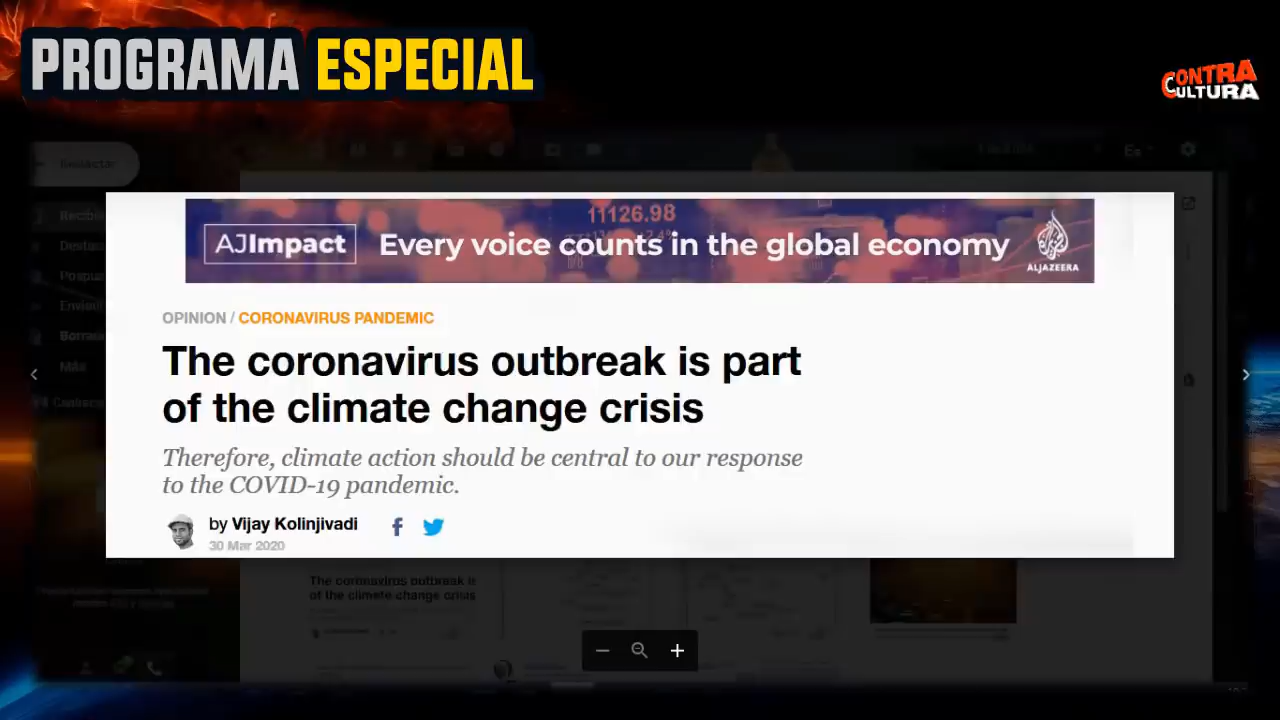 PROGRAMA ESPECIAL
CONTRA
CULTURA
Redactar
11126.98
AJImpact
Every voice counts in the global economy
ALJAZEERA
OPINION / CORONAVIRUS PANDEMIC
The coronavirus outbreak is part
of the climate change crisis
Therefore, climate action should be central to our response
to the COVID-19 pandemic.
by Vijay Kolinjivadi
30 Mar 2020
Más
The coronavirus outbreak is
of the climate change crisis